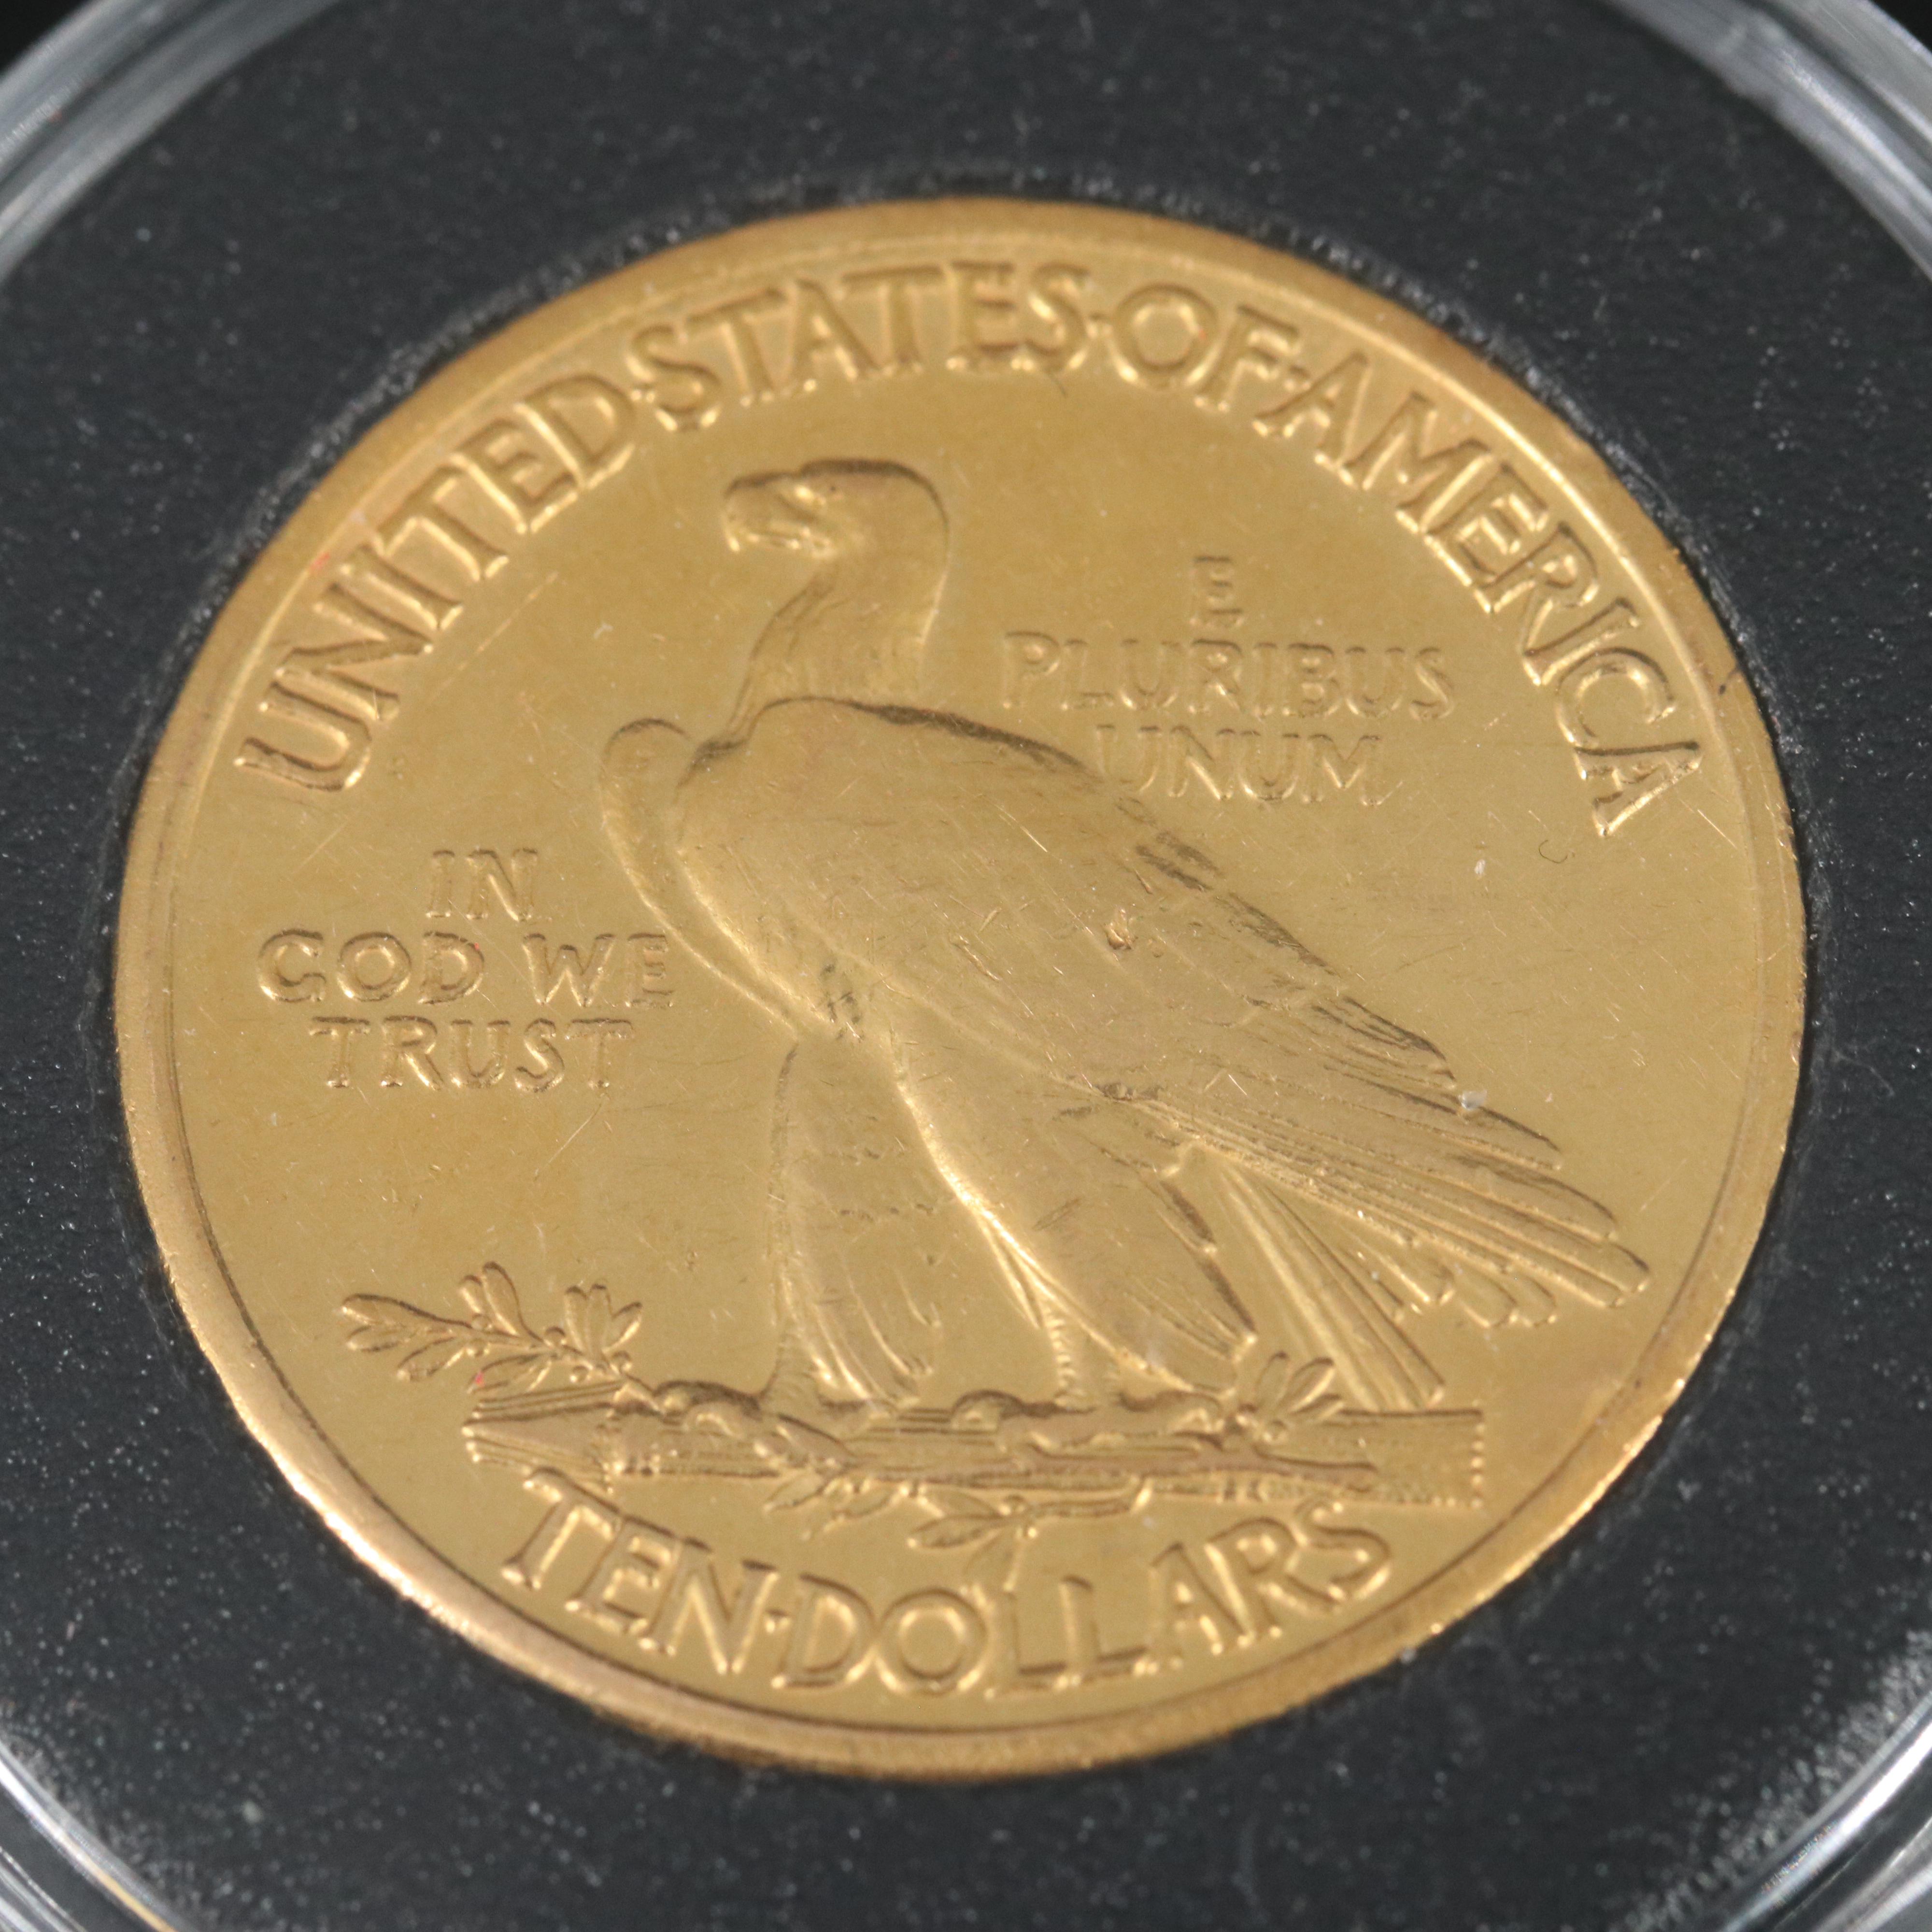 UNITED·STATES·OF·AMERICA
E
PLURIBUS
UNUM
IN
GOD WE
TRUST
TEN·DOLLARS